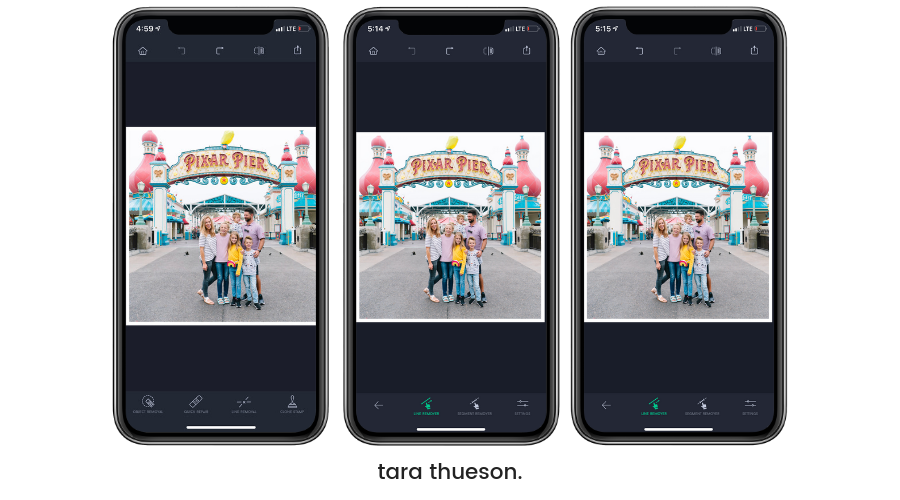 4:59
LTE
5:14
LTE
5:15
LTE
PIXAR PIER
PIXAR PIER
PIXAR PIER
OBJECT REMOVAL
QUICK REPAIR
LINE REMOVAL
CLONE STAMP
LINE REMOVER
SEGMENT REMOVER
SETTINGS
LINE REMOVER
SEGMENT REMOVER
SETTINGS
tara thueson.